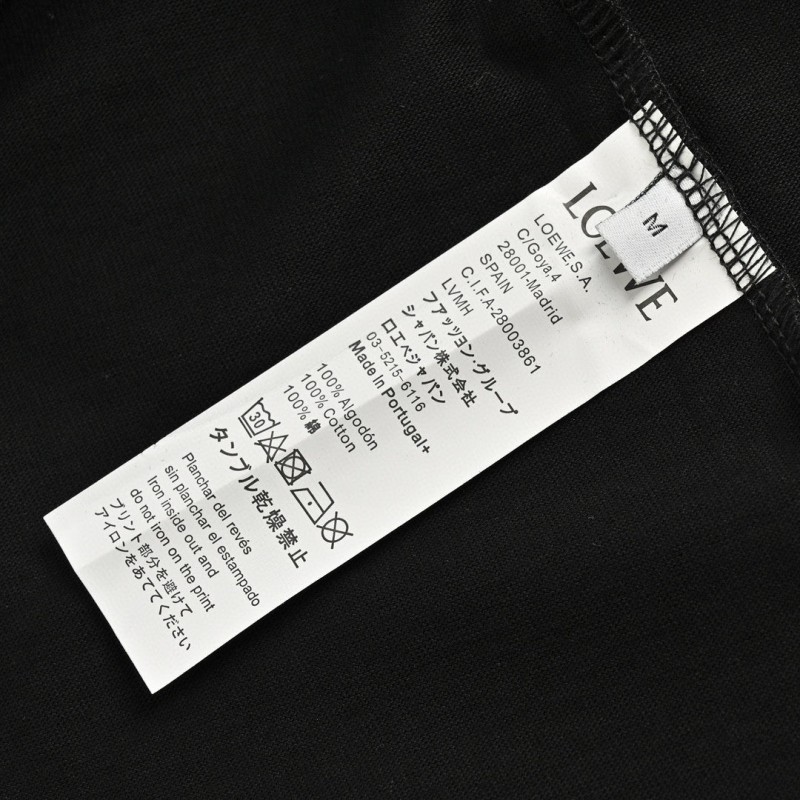 LOEWE
M
LOEWE,S.A.
C/Goya,4
28001-Madrid
SPAIN
C.I.F.A-28003861
LVMH
フアッツヨン·グループ
シャパン株式会社
ロエベジャパン
03-5215-6116
Made In Portugal+
100% Algodón
100% Cotton
100% 綿
30
タンブル乾燥禁止
Planchar del revés
sin planchar el estampado
Iron inside out and
do not iron on the print
プリント部分を避けて
アイロンをあててください